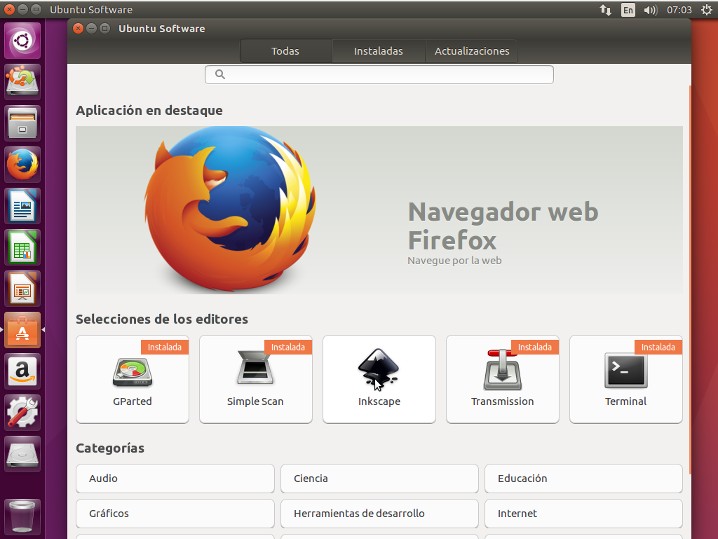 Ubuntu Software
En
07:03
Ubuntu Software
Todas
Instaladas
Actualizaciones
Aplicación en destaque
Navegador web
Firefox
Navegue por la web
Selecciones de los editores
Instalada
Instalada
Instalada
Instalada
GParted
Simple Scan
Inkscape
Transmission
Terminal
Categorías
Audio
Ciencia
Educación
Gráficos
Herramientas de desarrollo
Internet